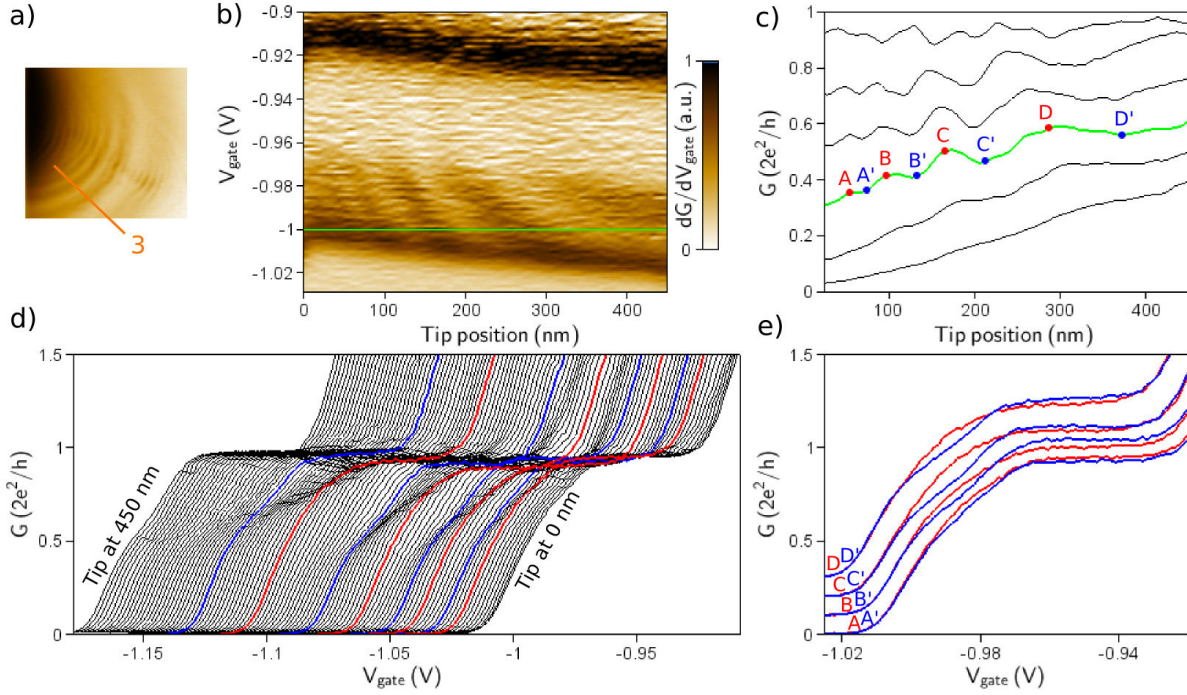 a)
3
b)
-0.9
-0.92
-0.94
-0.96
-0.98
-1
-1.02
V_gate (V)
0 100 200 300 400
Tip position (nm)
1
0
dG/dV_gate (a.u.)
c)
1
0.8
0.6
0.4
0.2
0
G (2e²/h)
A A' B B' C C' D D'
100 200 300 400
Tip position (nm)
d)
1.5
1
0.5
0
G (2e²/h)
Tip at 450 nm
Tip at 0 nm
-1.15 -1.1 -1.05 -1 -0.95
V_gate (V)
e)
1.5
1
0.5
0
G (2e²/h)
D D'
C C'
B B'
A A'
-1.02 -0.98 -0.94
V_gate (V)